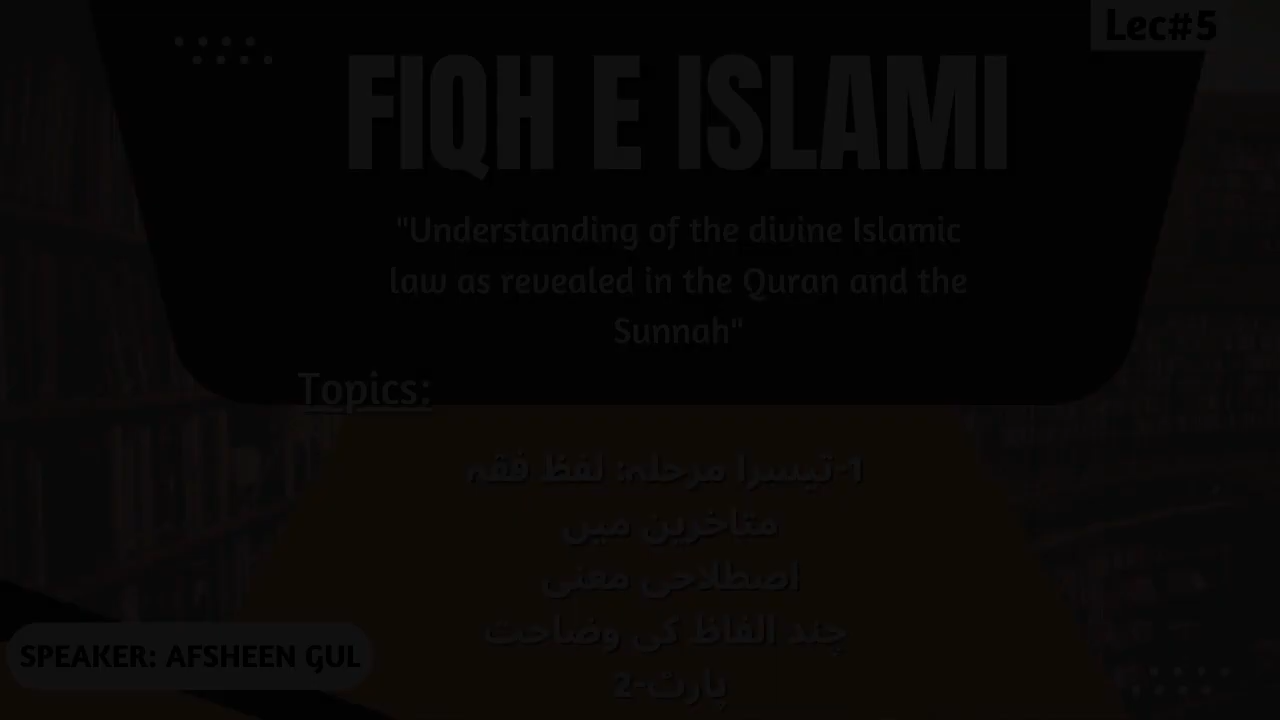 Lec#5
FIQH E ISLAMI
"Understanding of the divine Islamic
law as revealed in the Quran and the
Sunnah"
Topics:
1-تیسرا مرحلہ: لفظ فقہ
متاخرین میں
اصطلاحی معنی
چند الفاظ کی وضاحت
پارٹ-2
SPEAKER: AFSHEEN GUL